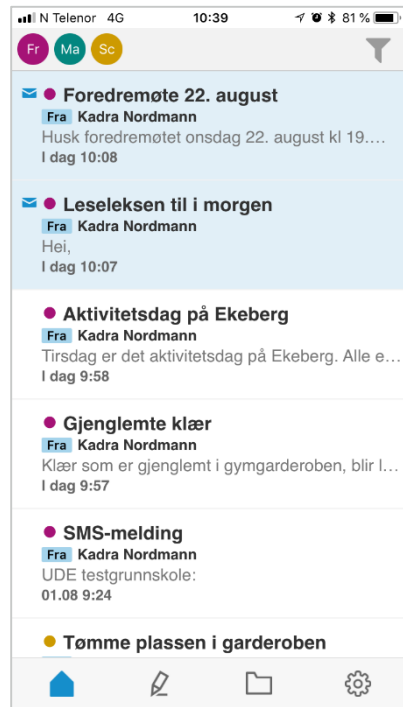 N Telenor 4G 10:39 81 %
Fr Ma Sc
Foredremøte 22. august
Fra Kadra Nordmann
Husk foredremøtet onsdag 22. august kl 19....
I dag 10:08
Leseleksen til i morgen
Fra Kadra Nordmann
Hei,
I dag 10:07
Aktivitetsdag på Ekeberg
Fra Kadra Nordmann
Tirsdag er det aktivitetsdag på Ekeberg. Alle e...
I dag 9:58
Gjenglemte klær
Fra Kadra Nordmann
Klær som er gjenglemt i gymgarderoben, blir l...
I dag 9:57
SMS-melding
Fra Kadra Nordmann
UDE testgrunnskole:
01.08 9:24
Tømme plassen i garderoben